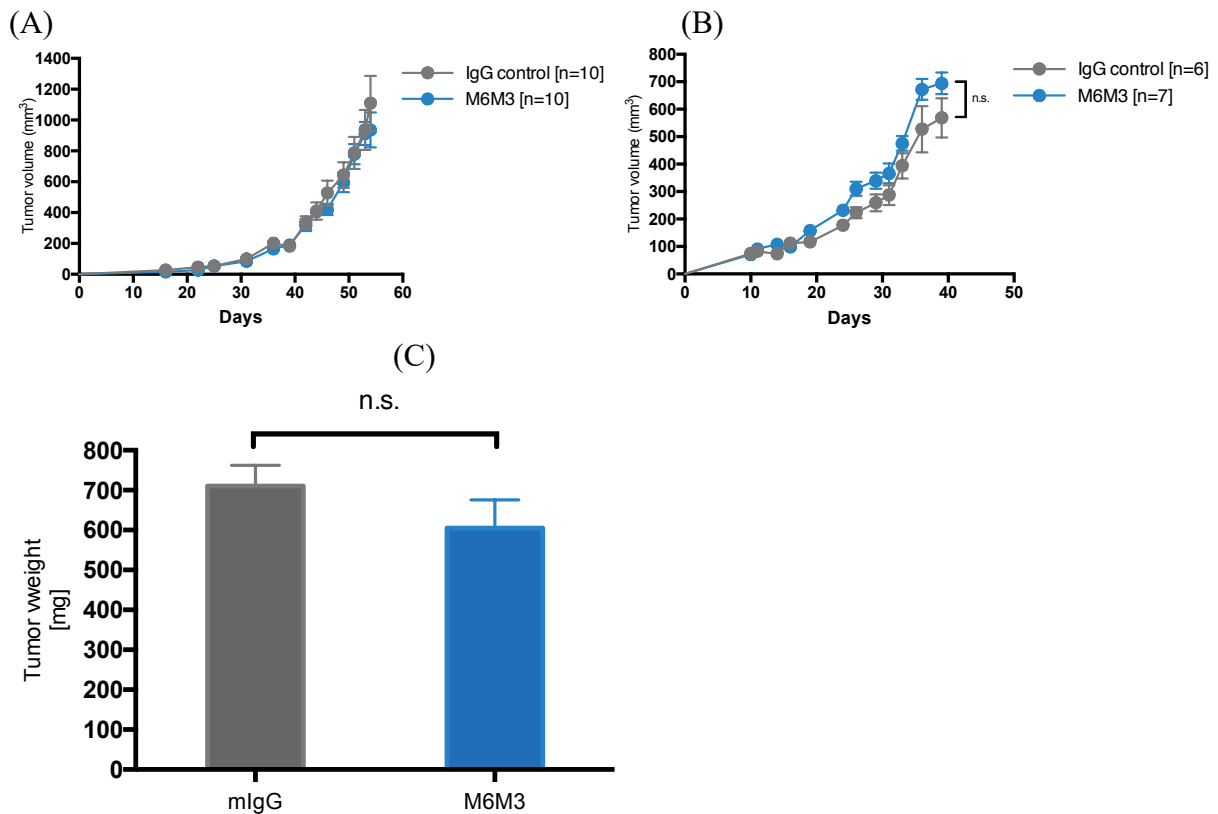 (A)
1400
1200
1000
800
600
400
200
0
Tumor volume (mm³)
0 10 20 30 40 50 60
Days
IgG control [n=10]
M6M3 [n=10]
(B)
800
700
600
500
400
300
200
100
0
Tumor volume (mm³)
0 10 20 30 40 50
Days
IgG control [n=6]
M6M3 [n=7]
n.s.
(C)
n.s.
800
700
600
500
400
300
200
100
0
Tumor vveight
[mg]
mIgG M6M3